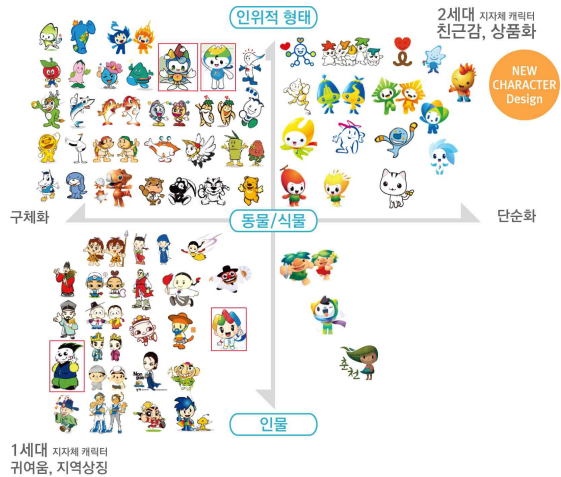 인위적 형태
2세대 지자체 캐릭터
친근감, 상품화
NEW
CHARACTER
Design
구체화
동물/식물
단순화
춘천
인물
1세대 지자체 캐릭터
귀여움, 지역상징